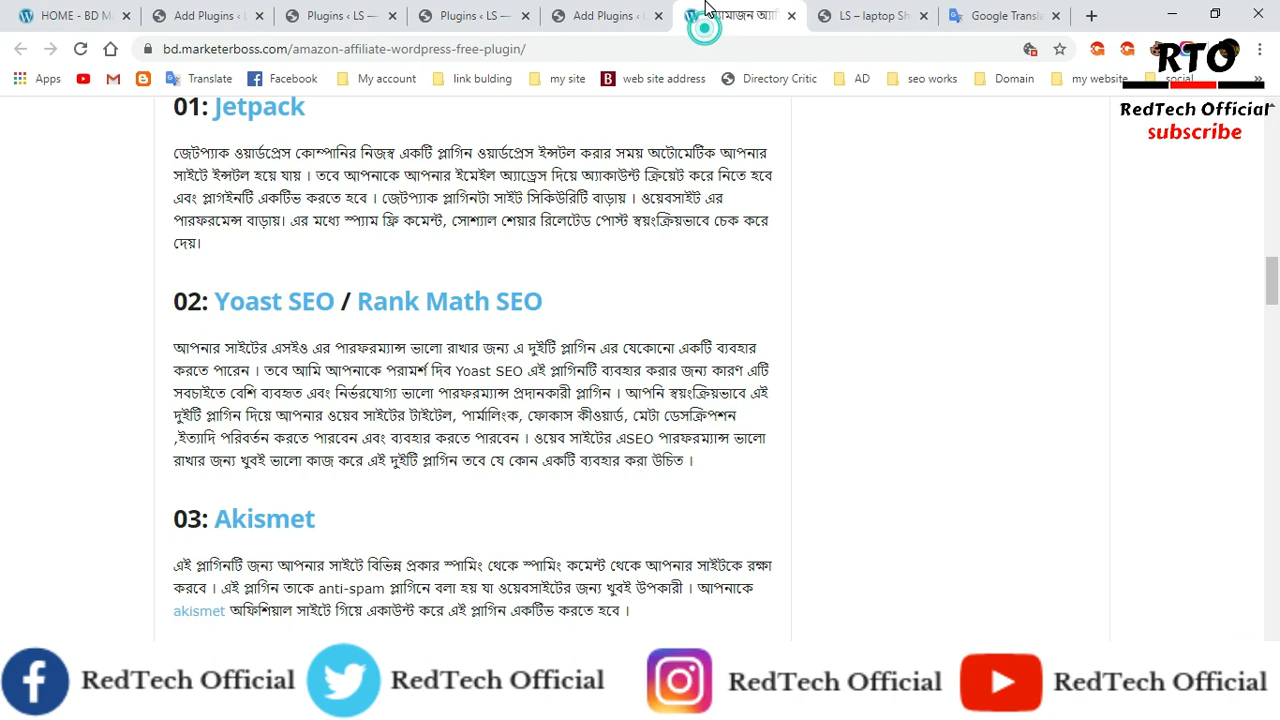 HOME - BD M
Add Plugins ‹ L
Plugins ‹ LS —
Plugins ‹ LS —
Add Plugins ‹ L
LS – laptop Sh
Google Transla
bd.marketerboss.com/amazon-affiliate-wordpress-free-plugin/
Apps
Translate
Facebook
My account
link bulding
my site
web site address
Directory Critic
AD
seo works
Domain
my website
social
RTO
RedTech Official
subscribe
01: Jetpack
জেটপ্যাক ওয়ার্ডপ্রেস কোম্পানির নিজস্ব একটি প্লাগিন ওয়ার্ডপ্রেস ইন্সটল করার সময় অটোমেটিক আপনার
সাইটে ইন্সটল হয়ে যায় । তবে আপনাকে আপনার ইমেইল অ্যাড্রেস দিয়ে অ্যাকাউন্ট ক্রিয়েট করে নিতে হবে
এবং প্লাগইনটি একটিভ করতে হবে । জেটপ্যাক প্লাগিনটা সাইট সিকিউরিটি বাড়ায় । ওয়েবসাইট এর
পারফরমেন্স বাড়ায়। এর মধ্যে স্প্যাম ফ্রি কমেন্ট, সোশ্যাল শেয়ার রিলেটেড পোস্ট স্বয়ংক্রিয়ভাবে চেক করে
দেয়।
02: Yoast SEO / Rank Math SEO
আপনার সাইটের এসইও এর পারফরম্যান্স ভালো রাখার জন্য এ দুইটি প্লাগিন এর যেকোনো একটি ব্যবহার
করতে পারেন । তবে আমি আপনাকে পরামর্শ দিব Yoast SEO এই প্লাগিনটি ব্যবহার করার জন্য কারণ এটি
সবচাইতে বেশি ব্যবহৃত এবং নির্ভরযোগ্য ভালো পারফরম্যান্স প্রদানকারী প্লাগিন । আপনি স্বয়ংক্রিয়ভাবে এই
দুইটি প্লাগিন দিয়ে আপনার ওয়েব সাইটের টাইটেল, পার্মালিংক, ফোকাস কীওয়ার্ড, মেটা ডেসক্রিপশন
,ইত্যাদি পরিবর্তন করতে পারবেন এবং ব্যবহার করতে পারবেন । ওয়েব সাইটের এSEO পারফরম্যান্স ভালো
রাখার জন্য খুবই ভালো কাজ করে এই দুইটি প্লাগিন তবে যে কোন একটি ব্যবহার করা উচিত ।
03: Akismet
এই প্লাগিনটি জন্য আপনার সাইটে বিভিন্ন প্রকার স্পামিং থেকে স্পামিং কমেন্ট থেকে আপনার সাইটকে রক্ষা
করবে । এই প্লাগিন তাকে anti-spam প্লাগিনে বলা হয় যা ওয়েবসাইটের জন্য খুবই উপকারী । আপনাকে
akismet অফিশিয়াল সাইটে গিয়ে একাউন্ট করে এই প্লাগিন একটিভ করতে হবে ।
RedTech Official
RedTech Official
RedTech Official
RedTech Official